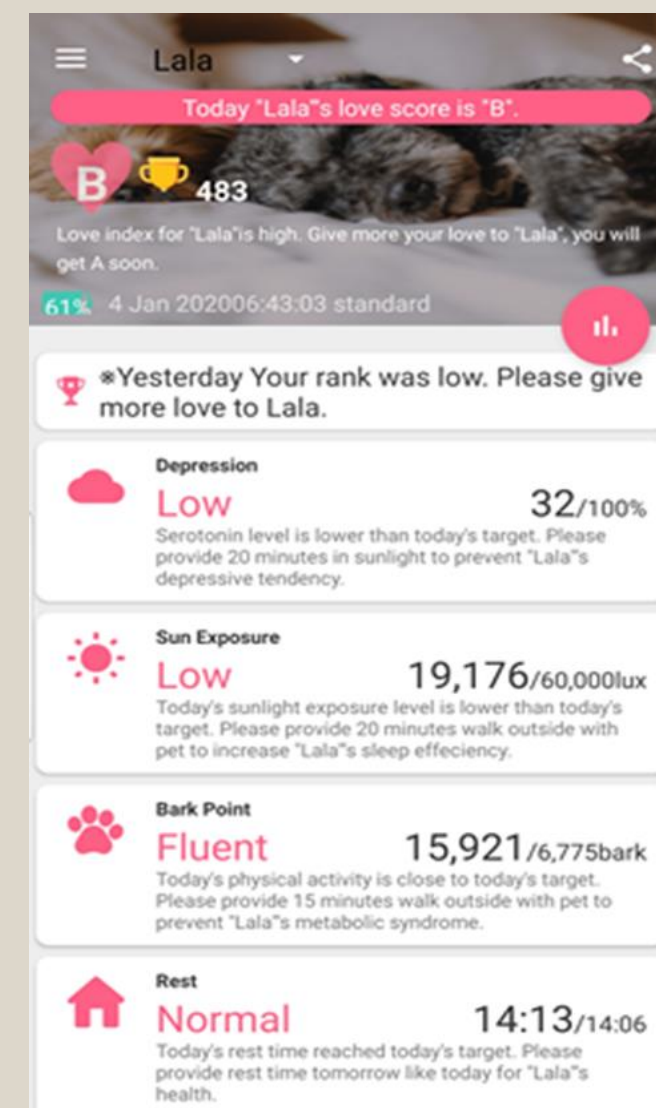 Lala
Today "Lala"'s love score is "B".
B
483
Love index for "Lala"is high. Give more your love to "Lala", you will
get A soon.
61% 4 Jan 202006:43:03 standard
※Yesterday Your rank was low. Please give
more love to Lala.
Depression
Low 32/100%
Serotonin level is lower than today's target. Please
provide 20 minutes in sunlight to prevent "Lala"'s
depressive tendency.
Sun Exposure
Low 19,176/60,000lux
Today's sunlight exposure level is lower than today's
target. Please provide 20 minutes walk outside with
pet to increase "Lala"'s sleep effeciency.
Bark Point
Fluent 15,921/6,775bark
Today's physical activity is close to today's target.
Please provide 15 minutes walk outside with pet to
prevent "Lala"'s metabolic syndrome.
Rest
Normal 14:13/14:06
Today's rest time reached today's target. Please
provide rest time tomorrow like today for "Lala"'s
health.